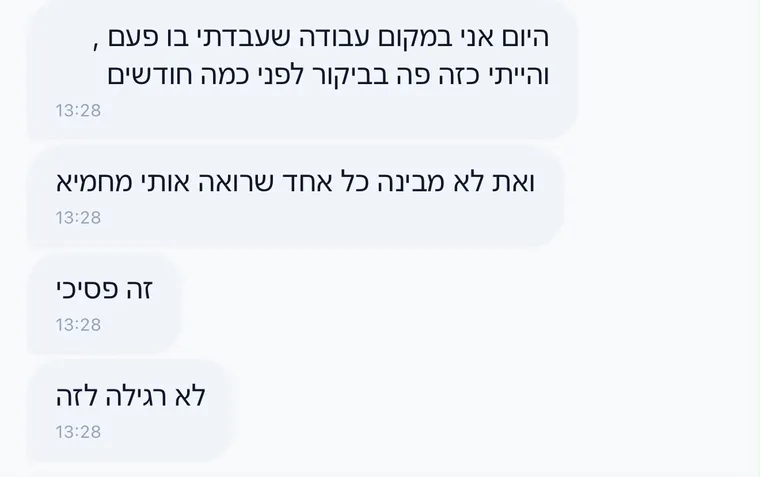 היום אני במקום עבודה שעבדתי בו פעם ,
והייתי כזה פה בביקור לפני כמה חודשים
13:28
ואת לא מבינה כל אחד שרואה אותי מחמיא
13:28
זה פסיכי
13:28
לא רגילה לזה
13:28